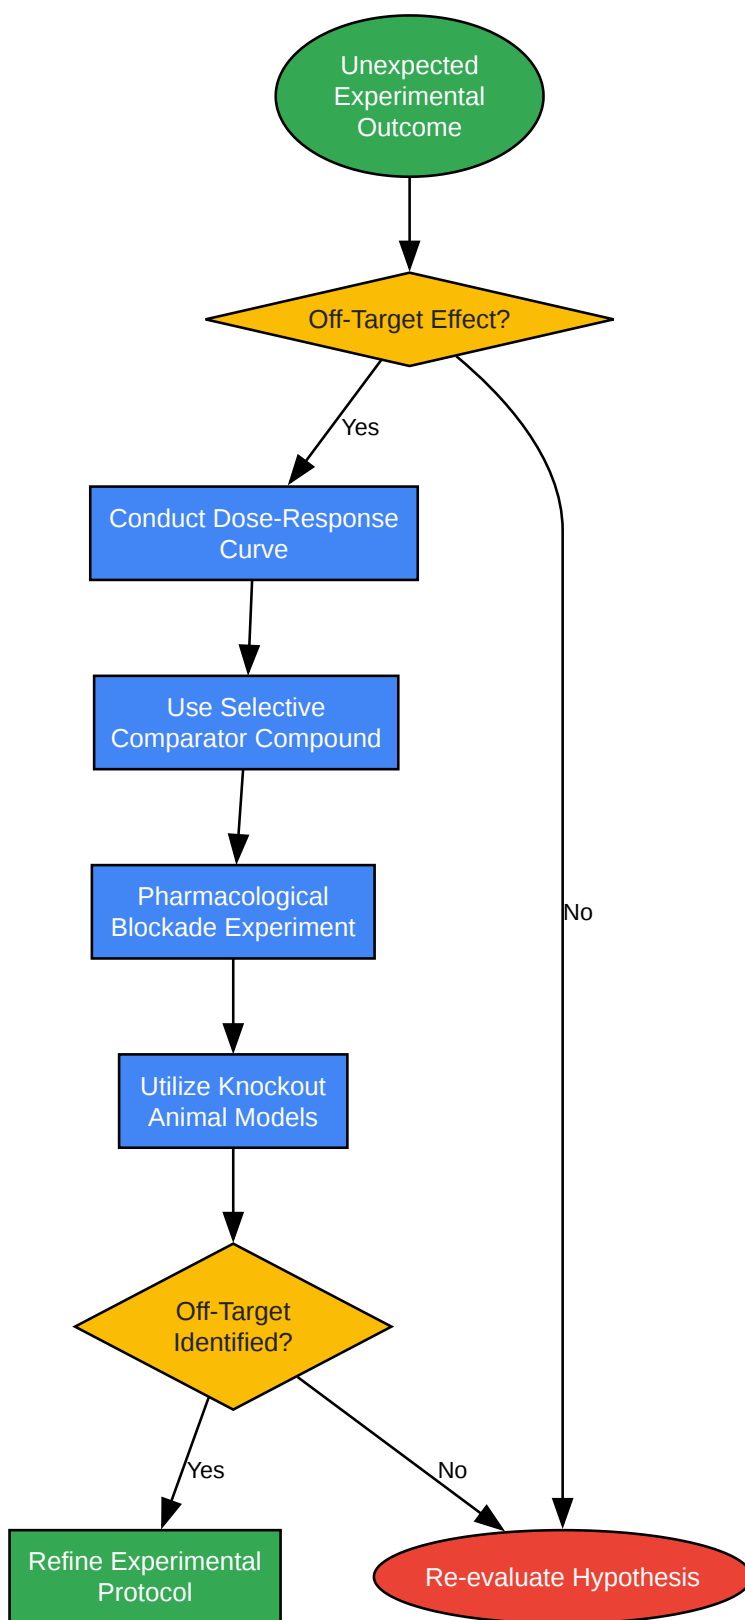 Unexpected
Experimental
Outcome
Off-Target Effect?
Yes
Conduct Dose-Response
Curve
Use Selective
Comparator Compound
Pharmacological
Blockade Experiment
No
Utilize Knockout
Animal Models
Off-Target
Identified?
Yes
No
Refine Experimental
Protocol
Re-evaluate Hypothesis